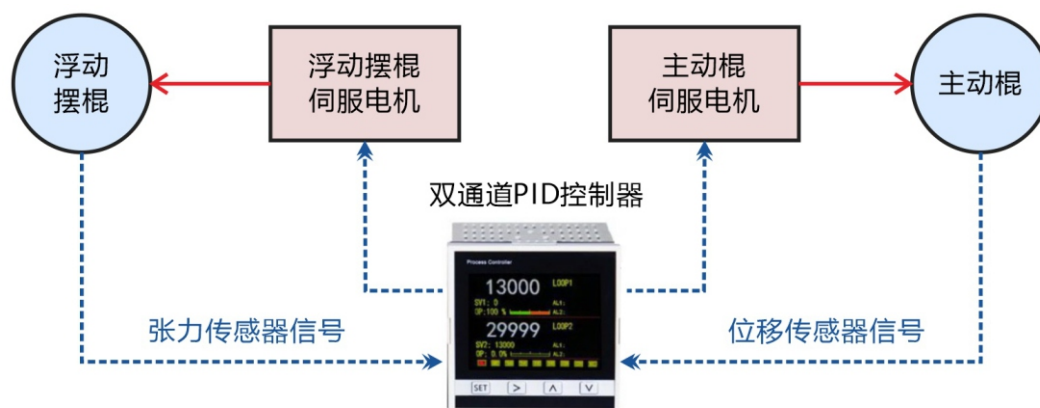 浮动
摆棍
浮动摆棍
伺服电机
主动棍
伺服电机
主动棍
双通道PID控制器
Process Controller
13000
LOOP1
SV1: 0
AL1:
OP:100 %
AL2:
29999
LOOP2
SV2: 13000
AL1:
OP: 0.0%
AL2:
SET
张力传感器信号
位移传感器信号